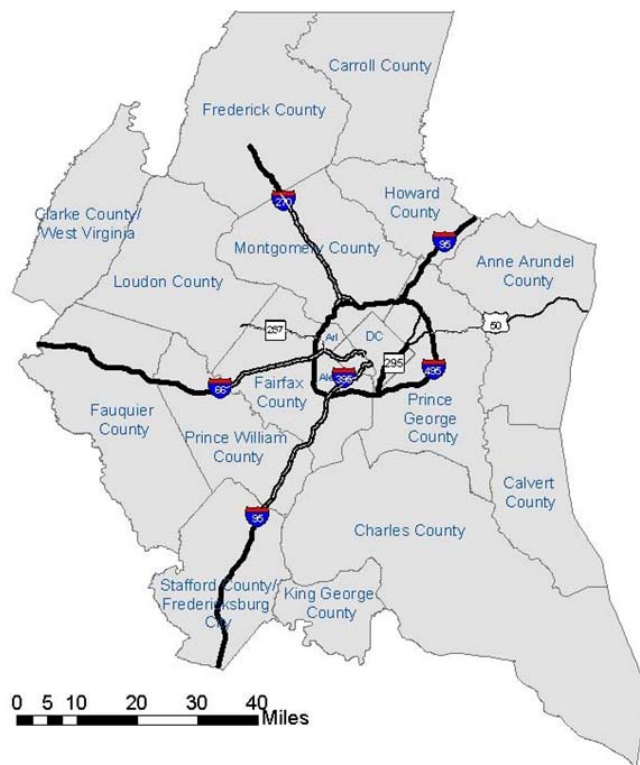 Carroll County
Frederick County
270
Howard
County
Clarke County/
West Virginia
Montgomery County
95
Anne Arundel
County
Loudon County
50
267
Arl
DC
295
495
66
Fairfax
County
395
Prince
George
County
Fauquier
County
Prince William
County
Calvert
County
95
Charles County
Stafford County/
Fredericksburg
City
King George
County
0 5 10 20 30 40
Miles